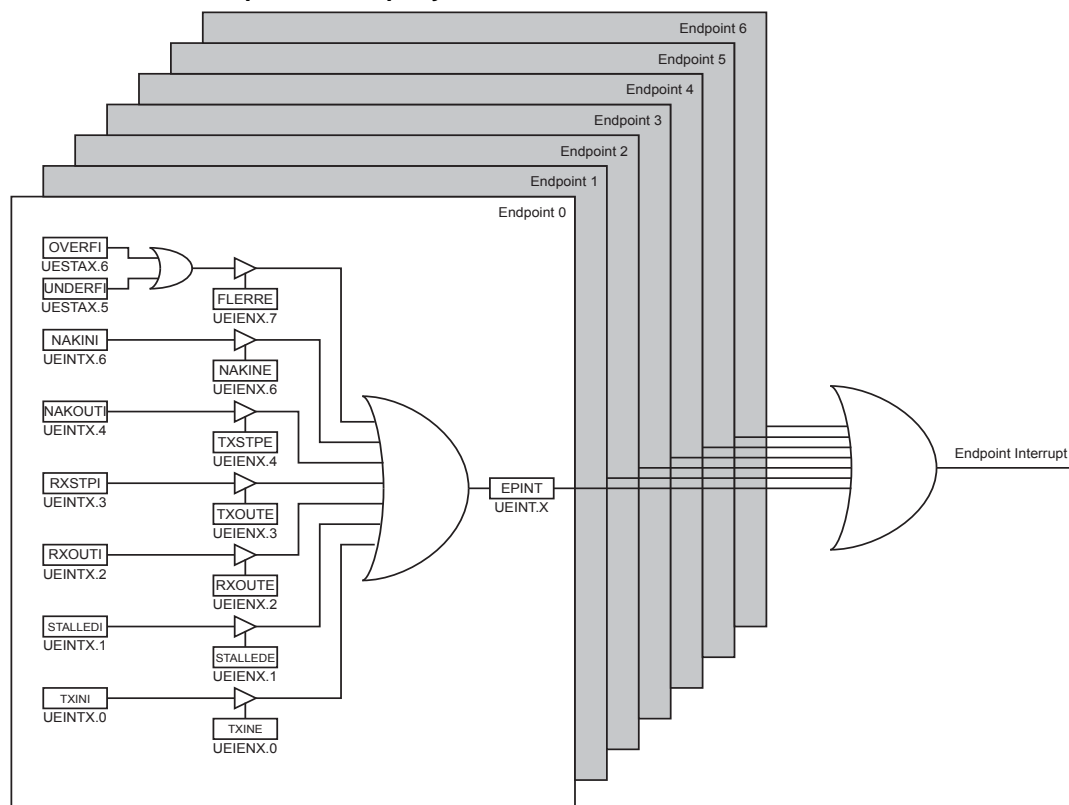 Endpoint 6
Endpoint 5
Endpoint 4
Endpoint 3
Endpoint 2
Endpoint 1
Endpoint 0
OVERFI
UESTAX.6
UNDERFI
UESTAX.5
FLERRE
UEIENX.7
NAKINI
UEINTX.6
NAKINE
UEIENX.6
NAKOUTI
UEINTX.4
TXSTPE
UEIENX.4
RXSTPI
UEINTX.3
TXOUTE
UEIENX.3
RXOUTI
UEINTX.2
RXOUTE
UEIENX.2
STALLEDI
UEINTX.1
STALLEDE
UEIENX.1
TXINI
UEINTX.0
TXINE
UEIENX.0
EPINT
UEINT.X
Endpoint Interrupt